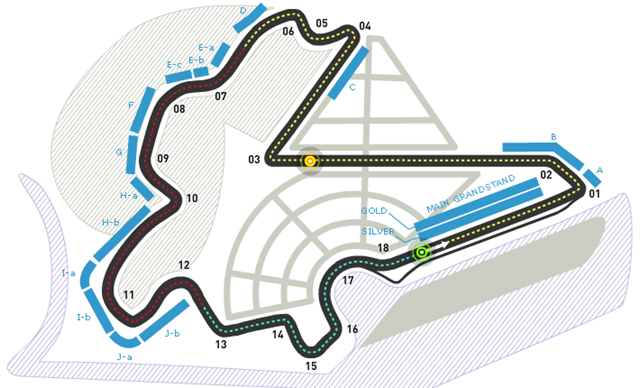 D
05
04
06
E-a
E-b
E-c
07
C
F
08
B
G
09
03
02
A
H-a
01
10
MAIN GRANDSTAND
GOLD
H-b
SILVER
18
I-a
12
17
11
I-b
16
J-b
14
13
J-a
15